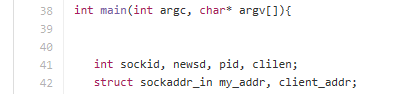 38 int main(int argc, char* argv[]){
39
40
41 int sockid, newsd, pid, clilen;
42 struct sockaddr_in my_addr, client_addr;